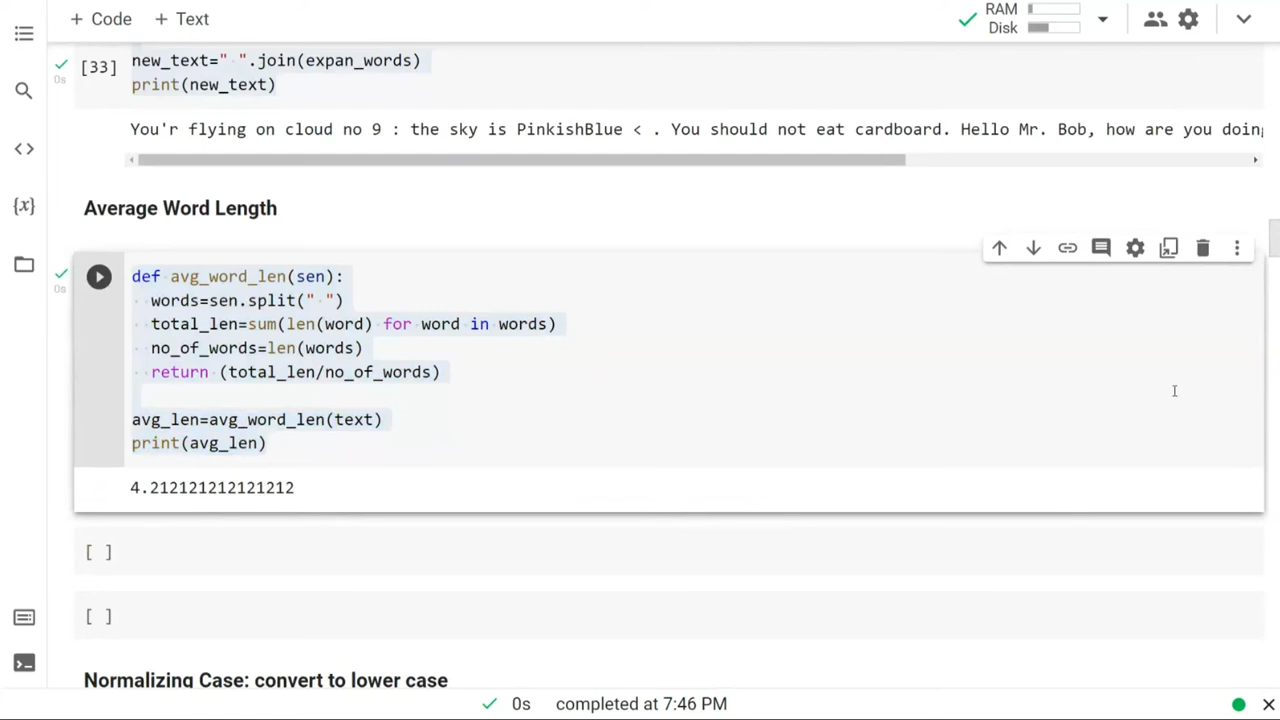 + Code + Text
RAM
Disk
[33]
0s
new_text=" ".join(expan_words)
print(new_text)
You'r flying on cloud no 9 : the sky is PinkishBlue < . You should not eat cardboard. Hello Mr. Bob, how are you doing
Average Word Length
0s
def avg_word_len(sen):
words=sen.split(" ")
total_len=sum(len(word) for word in words)
no_of_words=len(words)
return (total_len/no_of_words)
avg_len=avg_word_len(text)
print(avg_len)
4.212121212121212
[ ]
[ ]
Normalizing Case: convert to lower case
0s completed at 7:46 PM